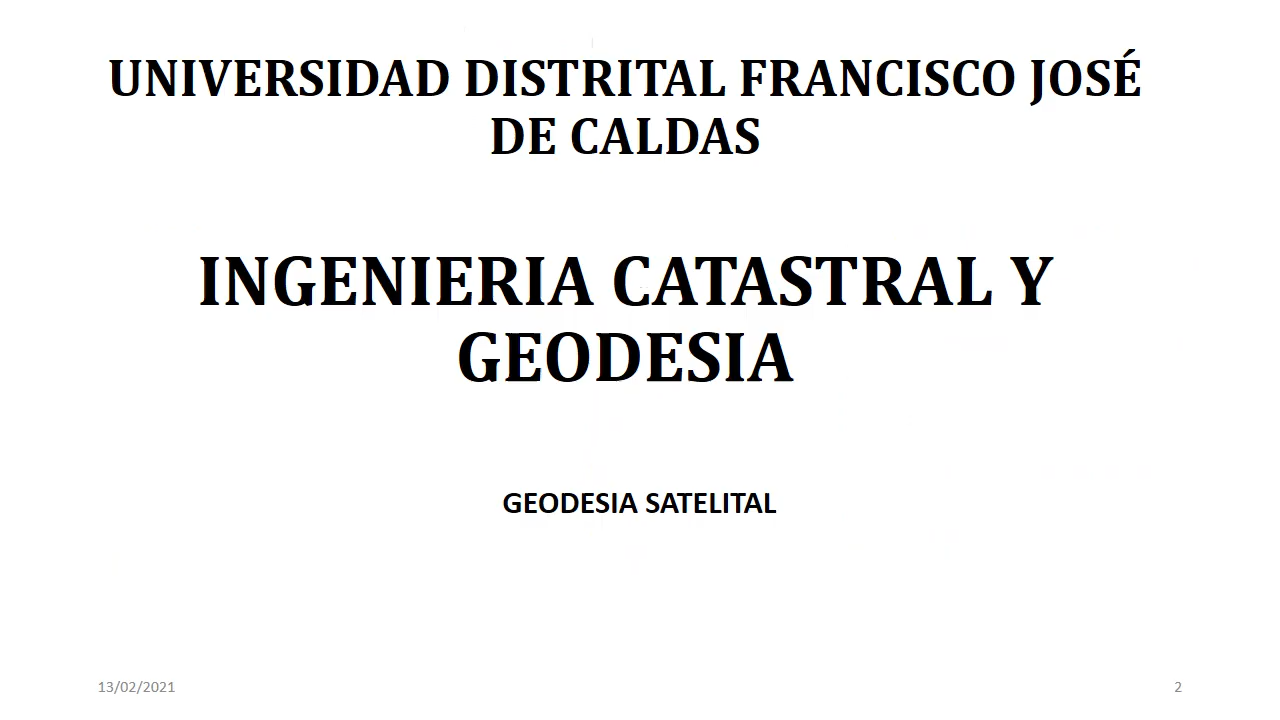 UNIVERSIDAD DISTRITAL FRANCISCO JOSÉ
DE CALDAS
INGENIERIA CATASTRAL Y
GEODESIA
GEODESIA SATELITAL
13/02/2021
2